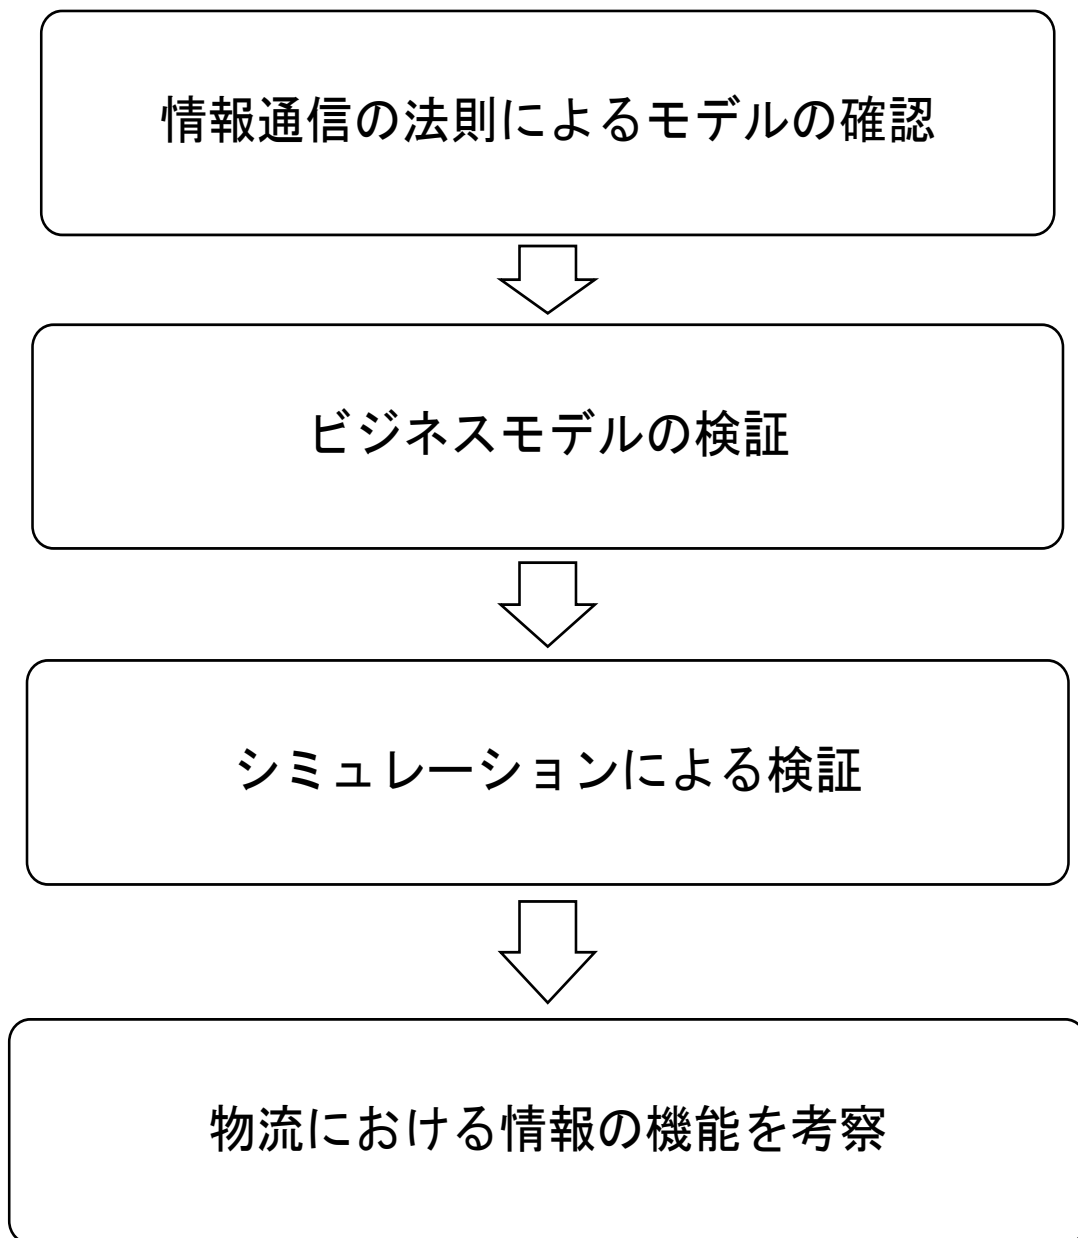 情報通信の法則によるモデルの確認
ビジネスモデルの検証
シミュレーションによる検証
物流における情報の機能を考察